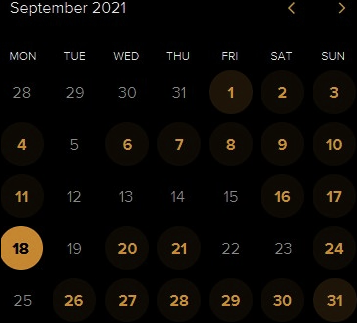 September 2021
MON TUE WED THU FRI SAT SUN
28 29 30 31 1 2 3
4 5 6 7 8 9 10
11 12 13 14 15 16 17
18 19 20 21 22 23 24
25 26 27 28 29 30 31